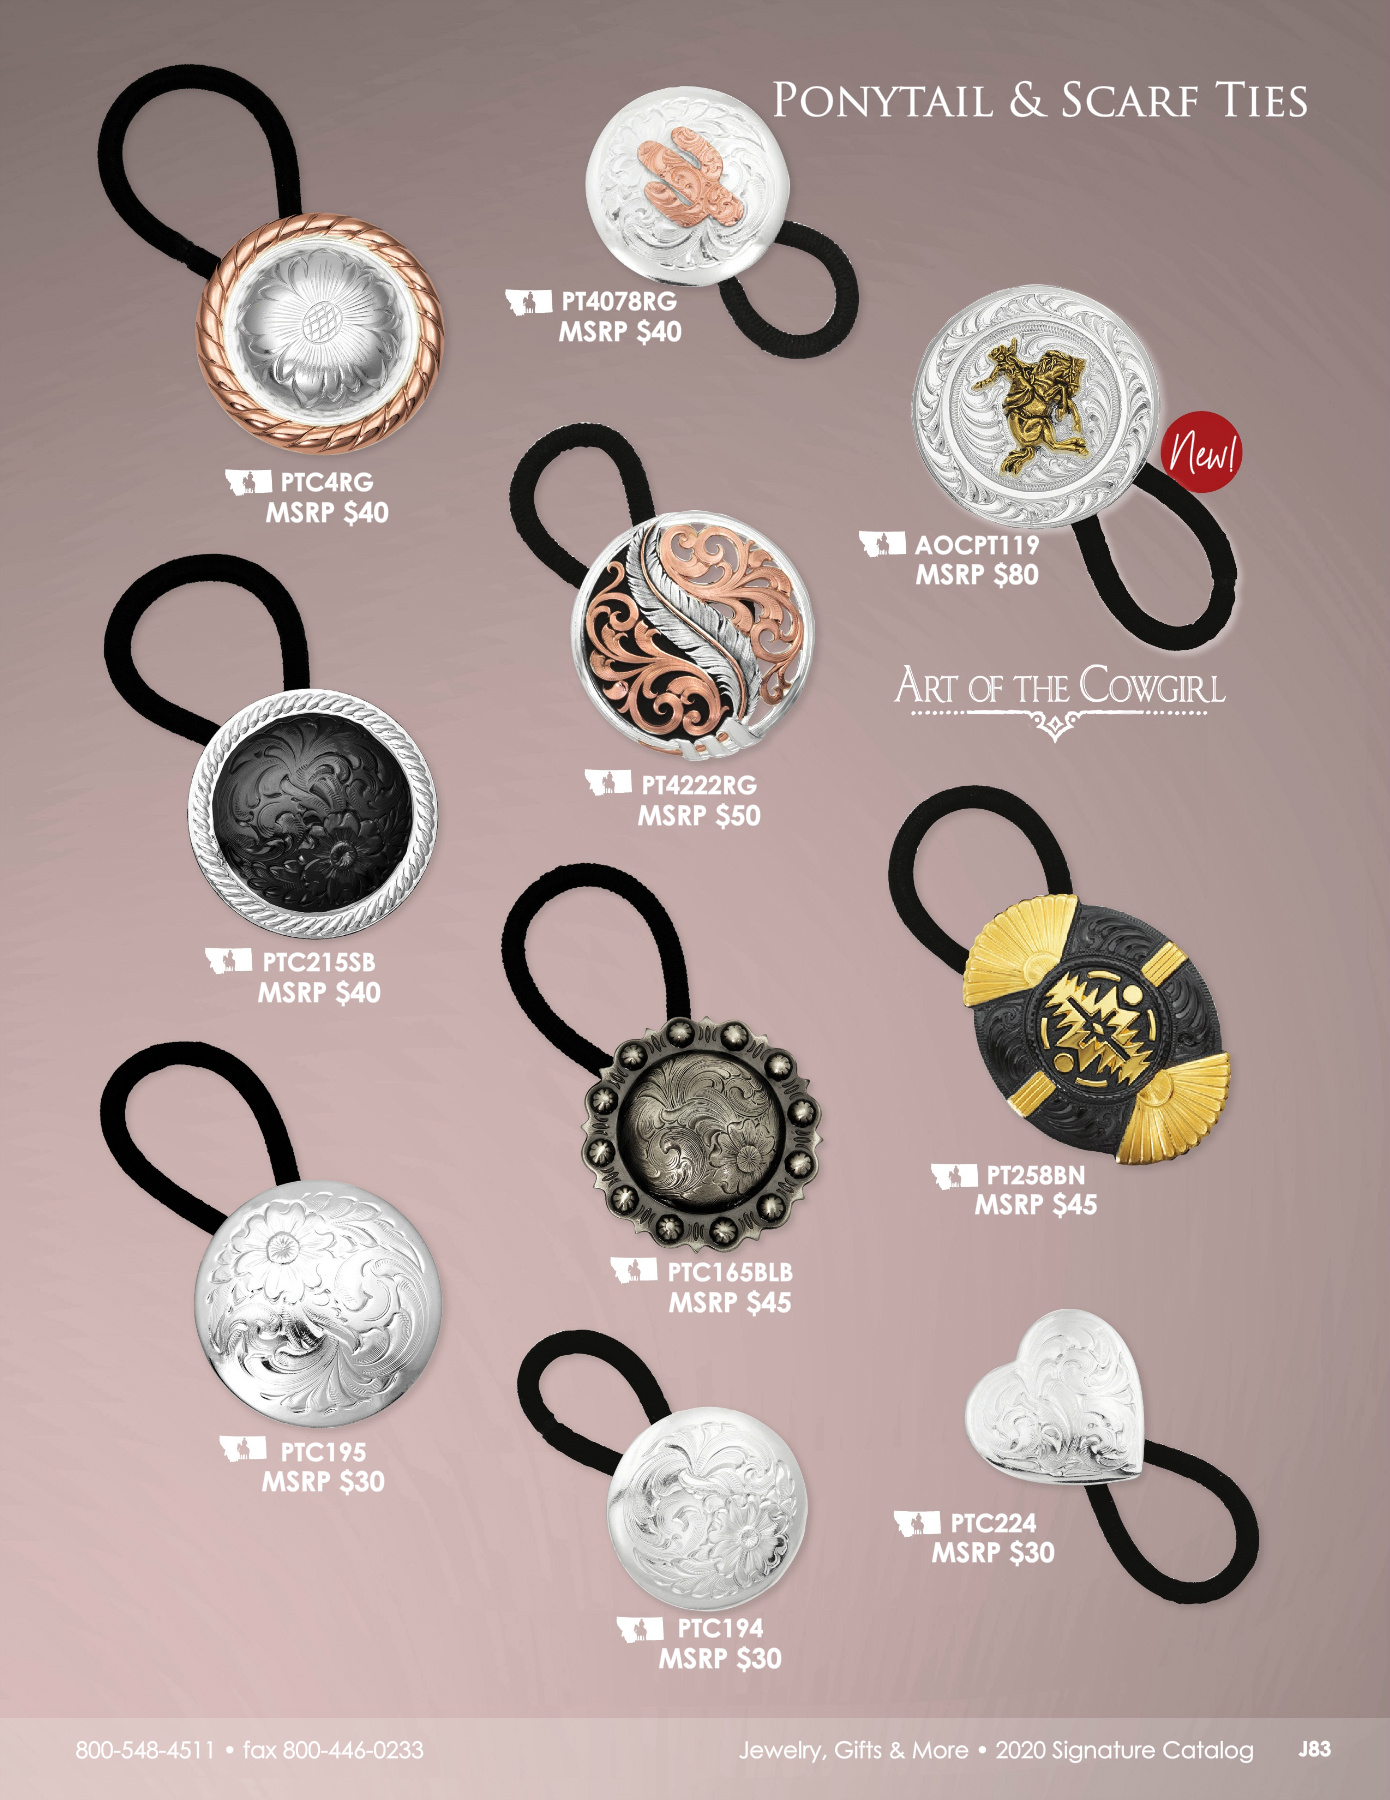 PONYTAIL & SCARF TIES
PT4078RG
MSRP $40
PTC4RG
MSRP $40
New!
AOCPT119
MSRP $80
ART OF THE COWGIRL
PT4222RG
MSRP $50
PTC215SB
MSRP $40
PT258BN
MSRP $45
PTC165BLB
MSRP $45
PTC195
MSRP $30
PTC224
MSRP $30
PTC194
MSRP $30
800-548-4511 • fax 800-446-0233
Jewelry, Gifts & More • 2020 Signature Catalog J83